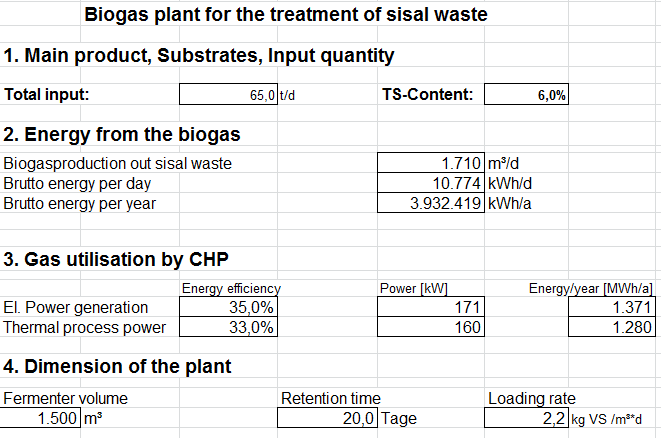 Biogas plant for the treatment of sisal waste
1. Main product, Substrates, Input quantity
Total input: 65,0 t/d TS-Content: 6,0%
2. Energy from the biogas
Biogasproduction out sisal waste 1.710 m³/d
Brutto energy per day 10.774 kWh/d
Brutto energy per year 3.932.419 kWh/a
3. Gas utilisation by CHP
Energy efficiency Power [kW] Energy/year [MWh/a]
El. Power generation 35,0% 171 1.371
Thermal process power 33,0% 160 1.280
4. Dimension of the plant
Fermenter volume Retention time Loading rate
1.500 m³ 20,0 Tage 2,2 kg VS /m³*d